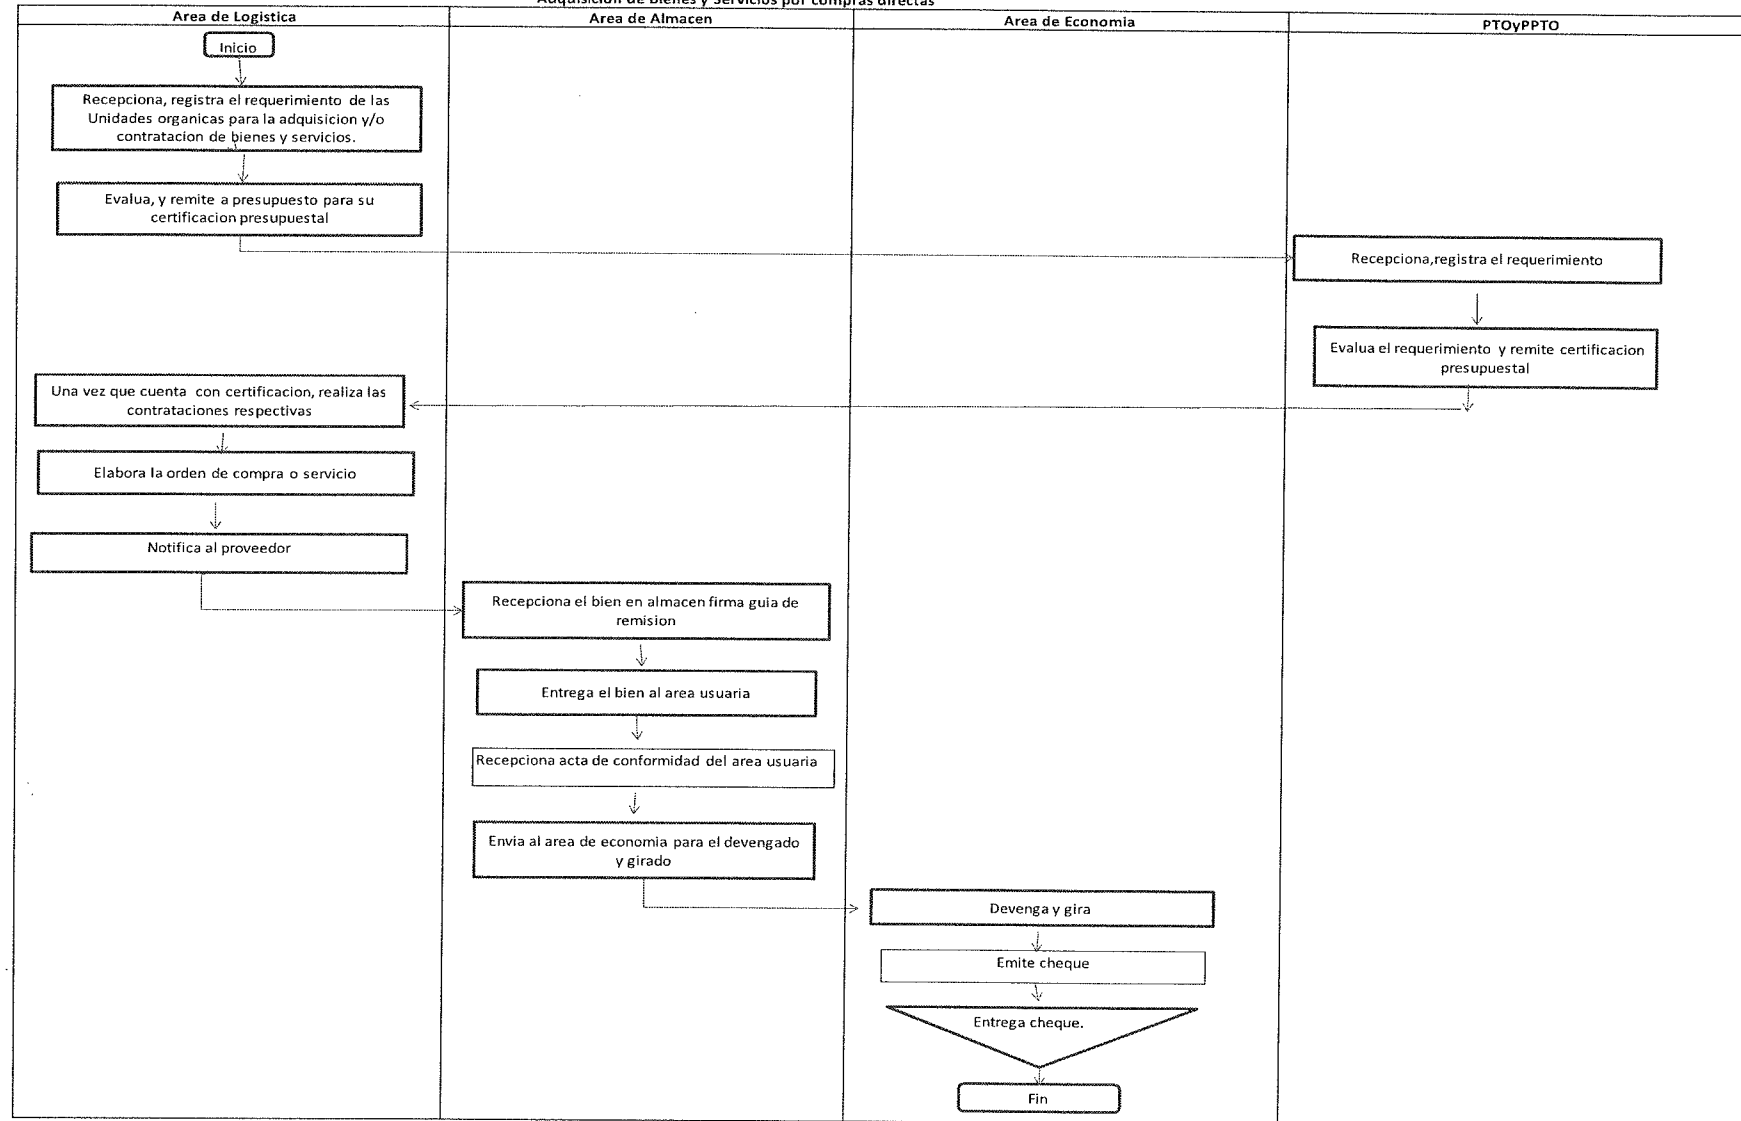 Adquisicion de Bienes y Servicios por compras directas
Area de Logistica
Area de Almacen
Area de Economia
PTOyPPTO
Inicio
Recepciona, registra el requerimiento de las
Unidades organicas para la adquisicion y/o
contratacion de bienes y servicios.
Evalua, y remite a presupuesto para su
certificacion presupuestal
Recepciona,registra el requerimiento
Evalua el requerimiento y remite certificacion
presupuestal
Una vez que cuenta con certificacion, realiza las
contrataciones respectivas
Elabora la orden de compra o servicio
Notifica al proveedor
Recepciona el bien en almacen firma guia de
remision
Entrega el bien al area usuaria
Recepciona acta de conformidad del area usuaria
Envia al area de economia para el devengado
y girado
Devenga y gira
Emite cheque
Entrega cheque.
Fin